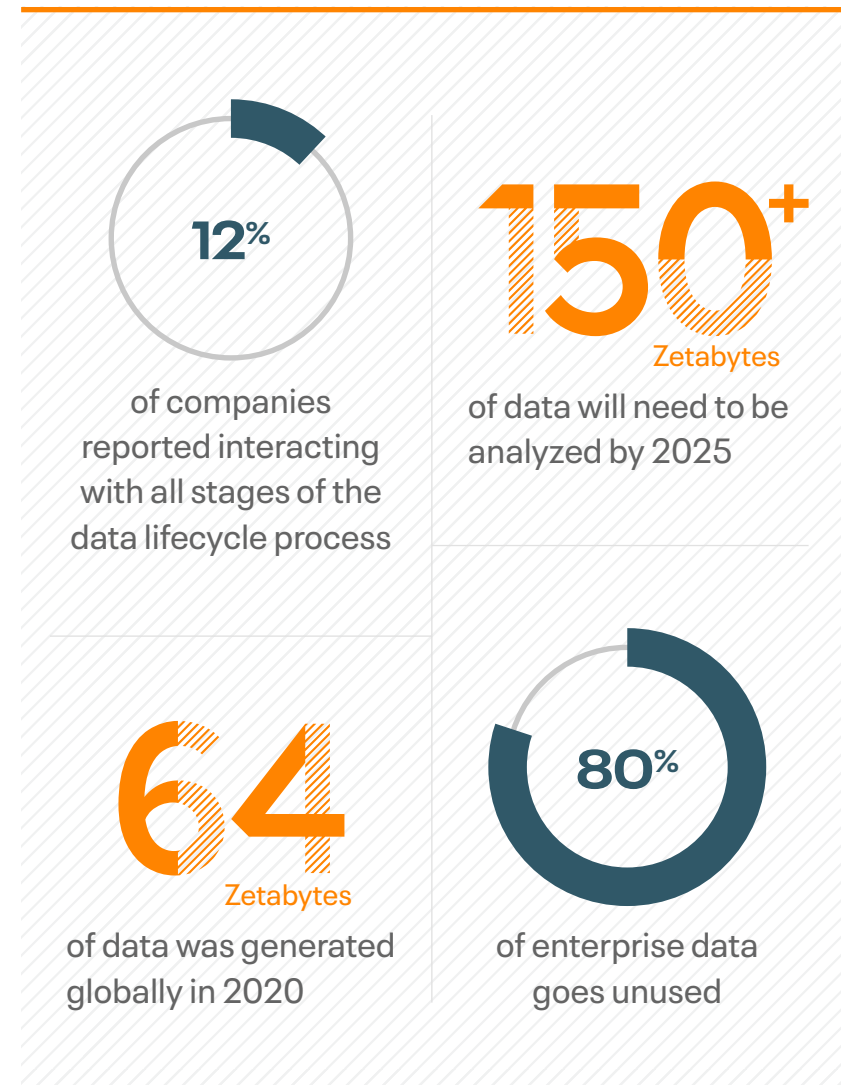 12%
of companies
reported interacting
with all stages of the
data lifecycle process
150+
Zetabytes
of data will need to be
analyzed by 2025
64
Zetabytes
of data was generated
globally in 2020
80%
of enterprise data
goes unused